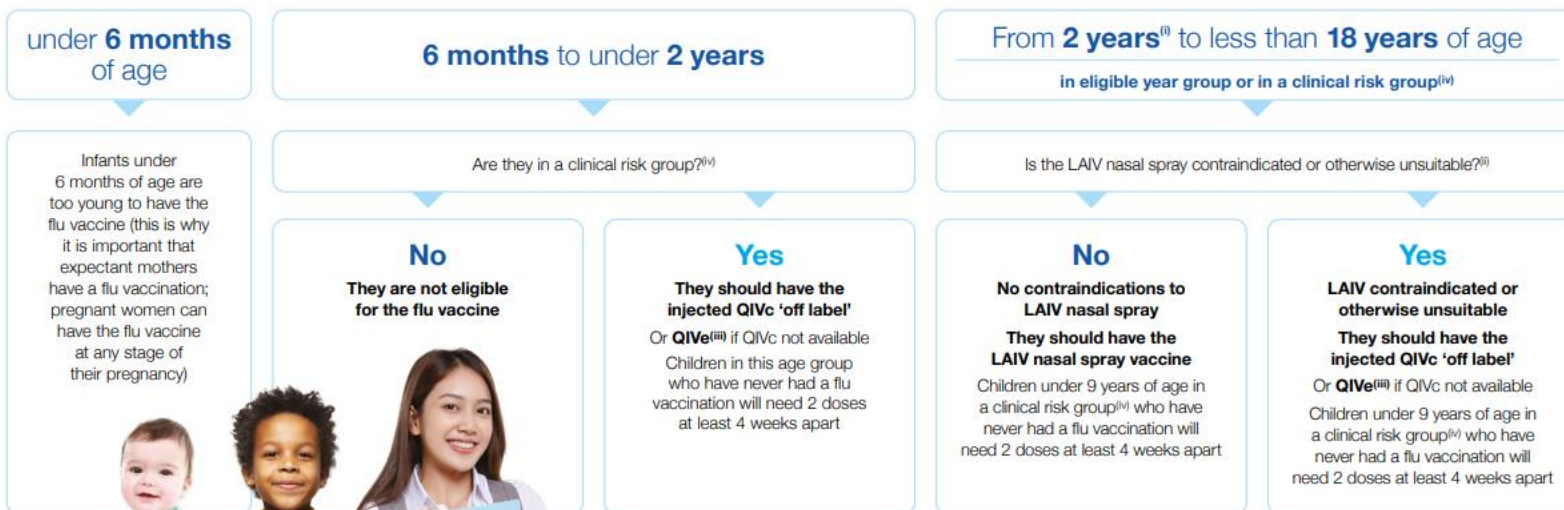 under 6 months
of age
Infants under
6 months of age are
too young to have the
flu vaccine (this is why
it is important that
expectant mothers
have a flu vaccination;
pregnant women can
have the flu vaccine
at any stage of
their pregnancy)
6 months to under 2 years
Are they in a clinical risk group?(iv)
No
They are not eligible
for the flu vaccine
Yes
They should have the
injected QIVc ‘off label’
Or QIVe(iii) if QIVc not available
Children in this age group
who have never had a flu
vaccination will need 2 doses
at least 4 weeks apart
From 2 years(i) to less than 18 years of age
in eligible year group or in a clinical risk group(iv)
Is the LAIV nasal spray contraindicated or otherwise unsuitable?(ii)
No
No contraindications to
LAIV nasal spray
They should have the
LAIV nasal spray vaccine
Children under 9 years of age in
a clinical risk group(iv) who have
never had a flu vaccination will
need 2 doses at least 4 weeks apart
Yes
LAIV contraindicated or
otherwise unsuitable
They should have the
injected QIVc ‘off label’
Or QIVe(iii) if QIVc not available
Children under 9 years of age in
a clinical risk group(iv) who have
never had a flu vaccination will
need 2 doses at least 4 weeks apart